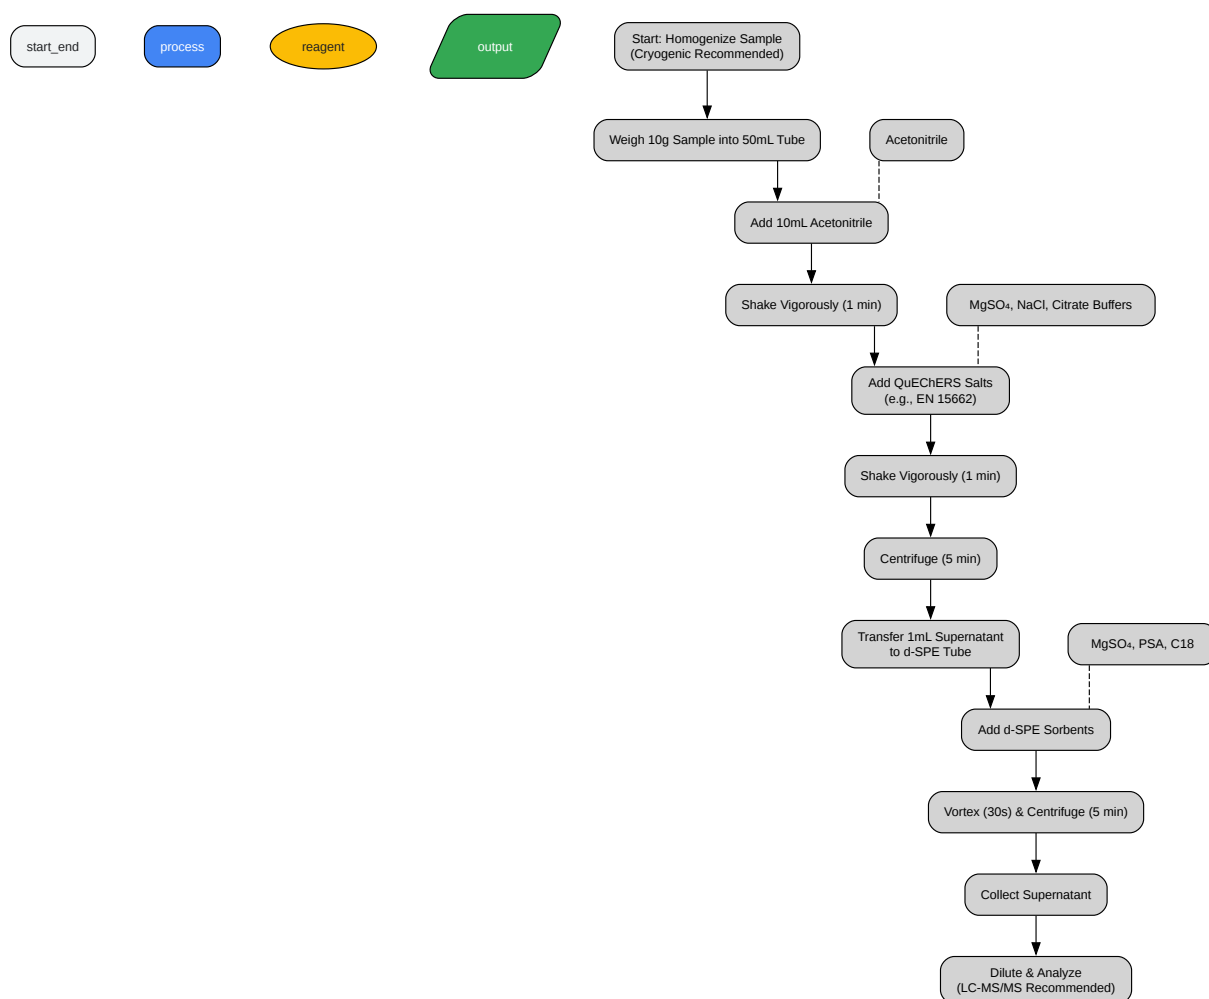 start_end
process
reagent
output
Start: Homogenize Sample
(Cryogenic Recommended)
Weigh 10g Sample into 50mL Tube
Acetonitrile
Add 10mL Acetonitrile
Shake Vigorously (1 min)
MgSO₄, NaCl, Citrate Buffers
Add QuEChERS Salts
(e.g., EN 15662)
Shake Vigorously (1 min)
Centrifuge (5 min)
Transfer 1mL Supernatant
to d-SPE Tube
MgSO₄, PSA, C18
Add d-SPE Sorbents
Vortex (30s) & Centrifuge (5 min)
Collect Supernatant
Dilute & Analyze
(LC-MS/MS Recommended)